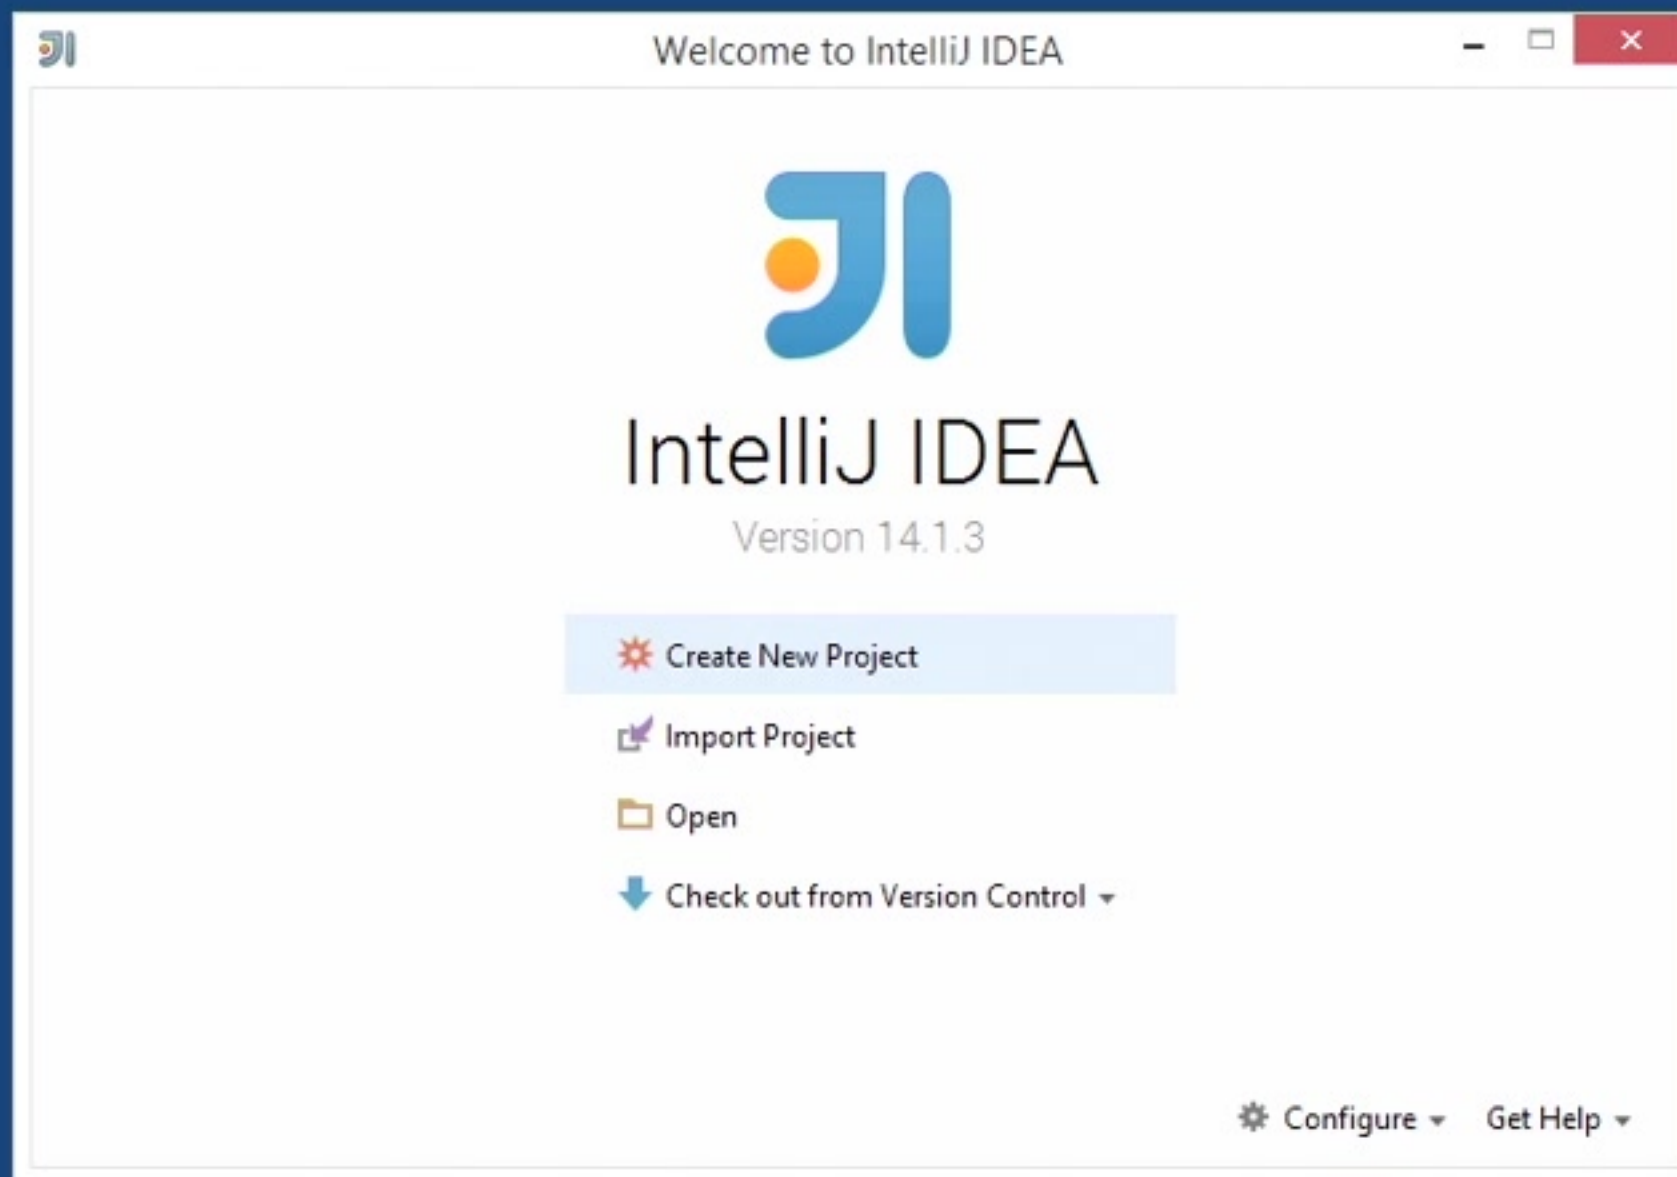 Welcome to IntelliJ IDEA
IntelliJ IDEA
Version 14.1.3
Create New Project
Import Project
Open
Check out from Version Control
Configure
Get Help